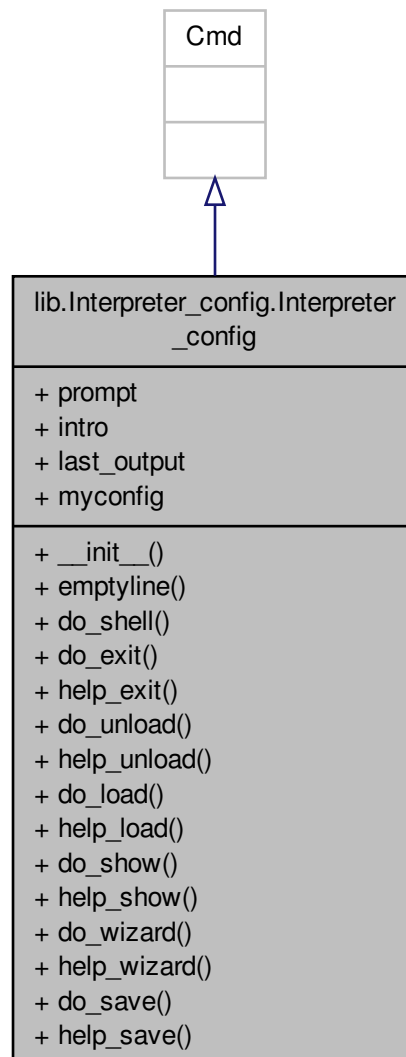 Cmd
lib.Interpreter_config.Interpreter
_config
+ prompt
+ intro
+ last_output
+ myconfig
+ __init__()
+ emptyline()
+ do_shell()
+ do_exit()
+ help_exit()
+ do_unload()
+ help_unload()
+ do_load()
+ help_load()
+ do_show()
+ help_show()
+ do_wizard()
+ help_wizard()
+ do_save()
+ help_save()